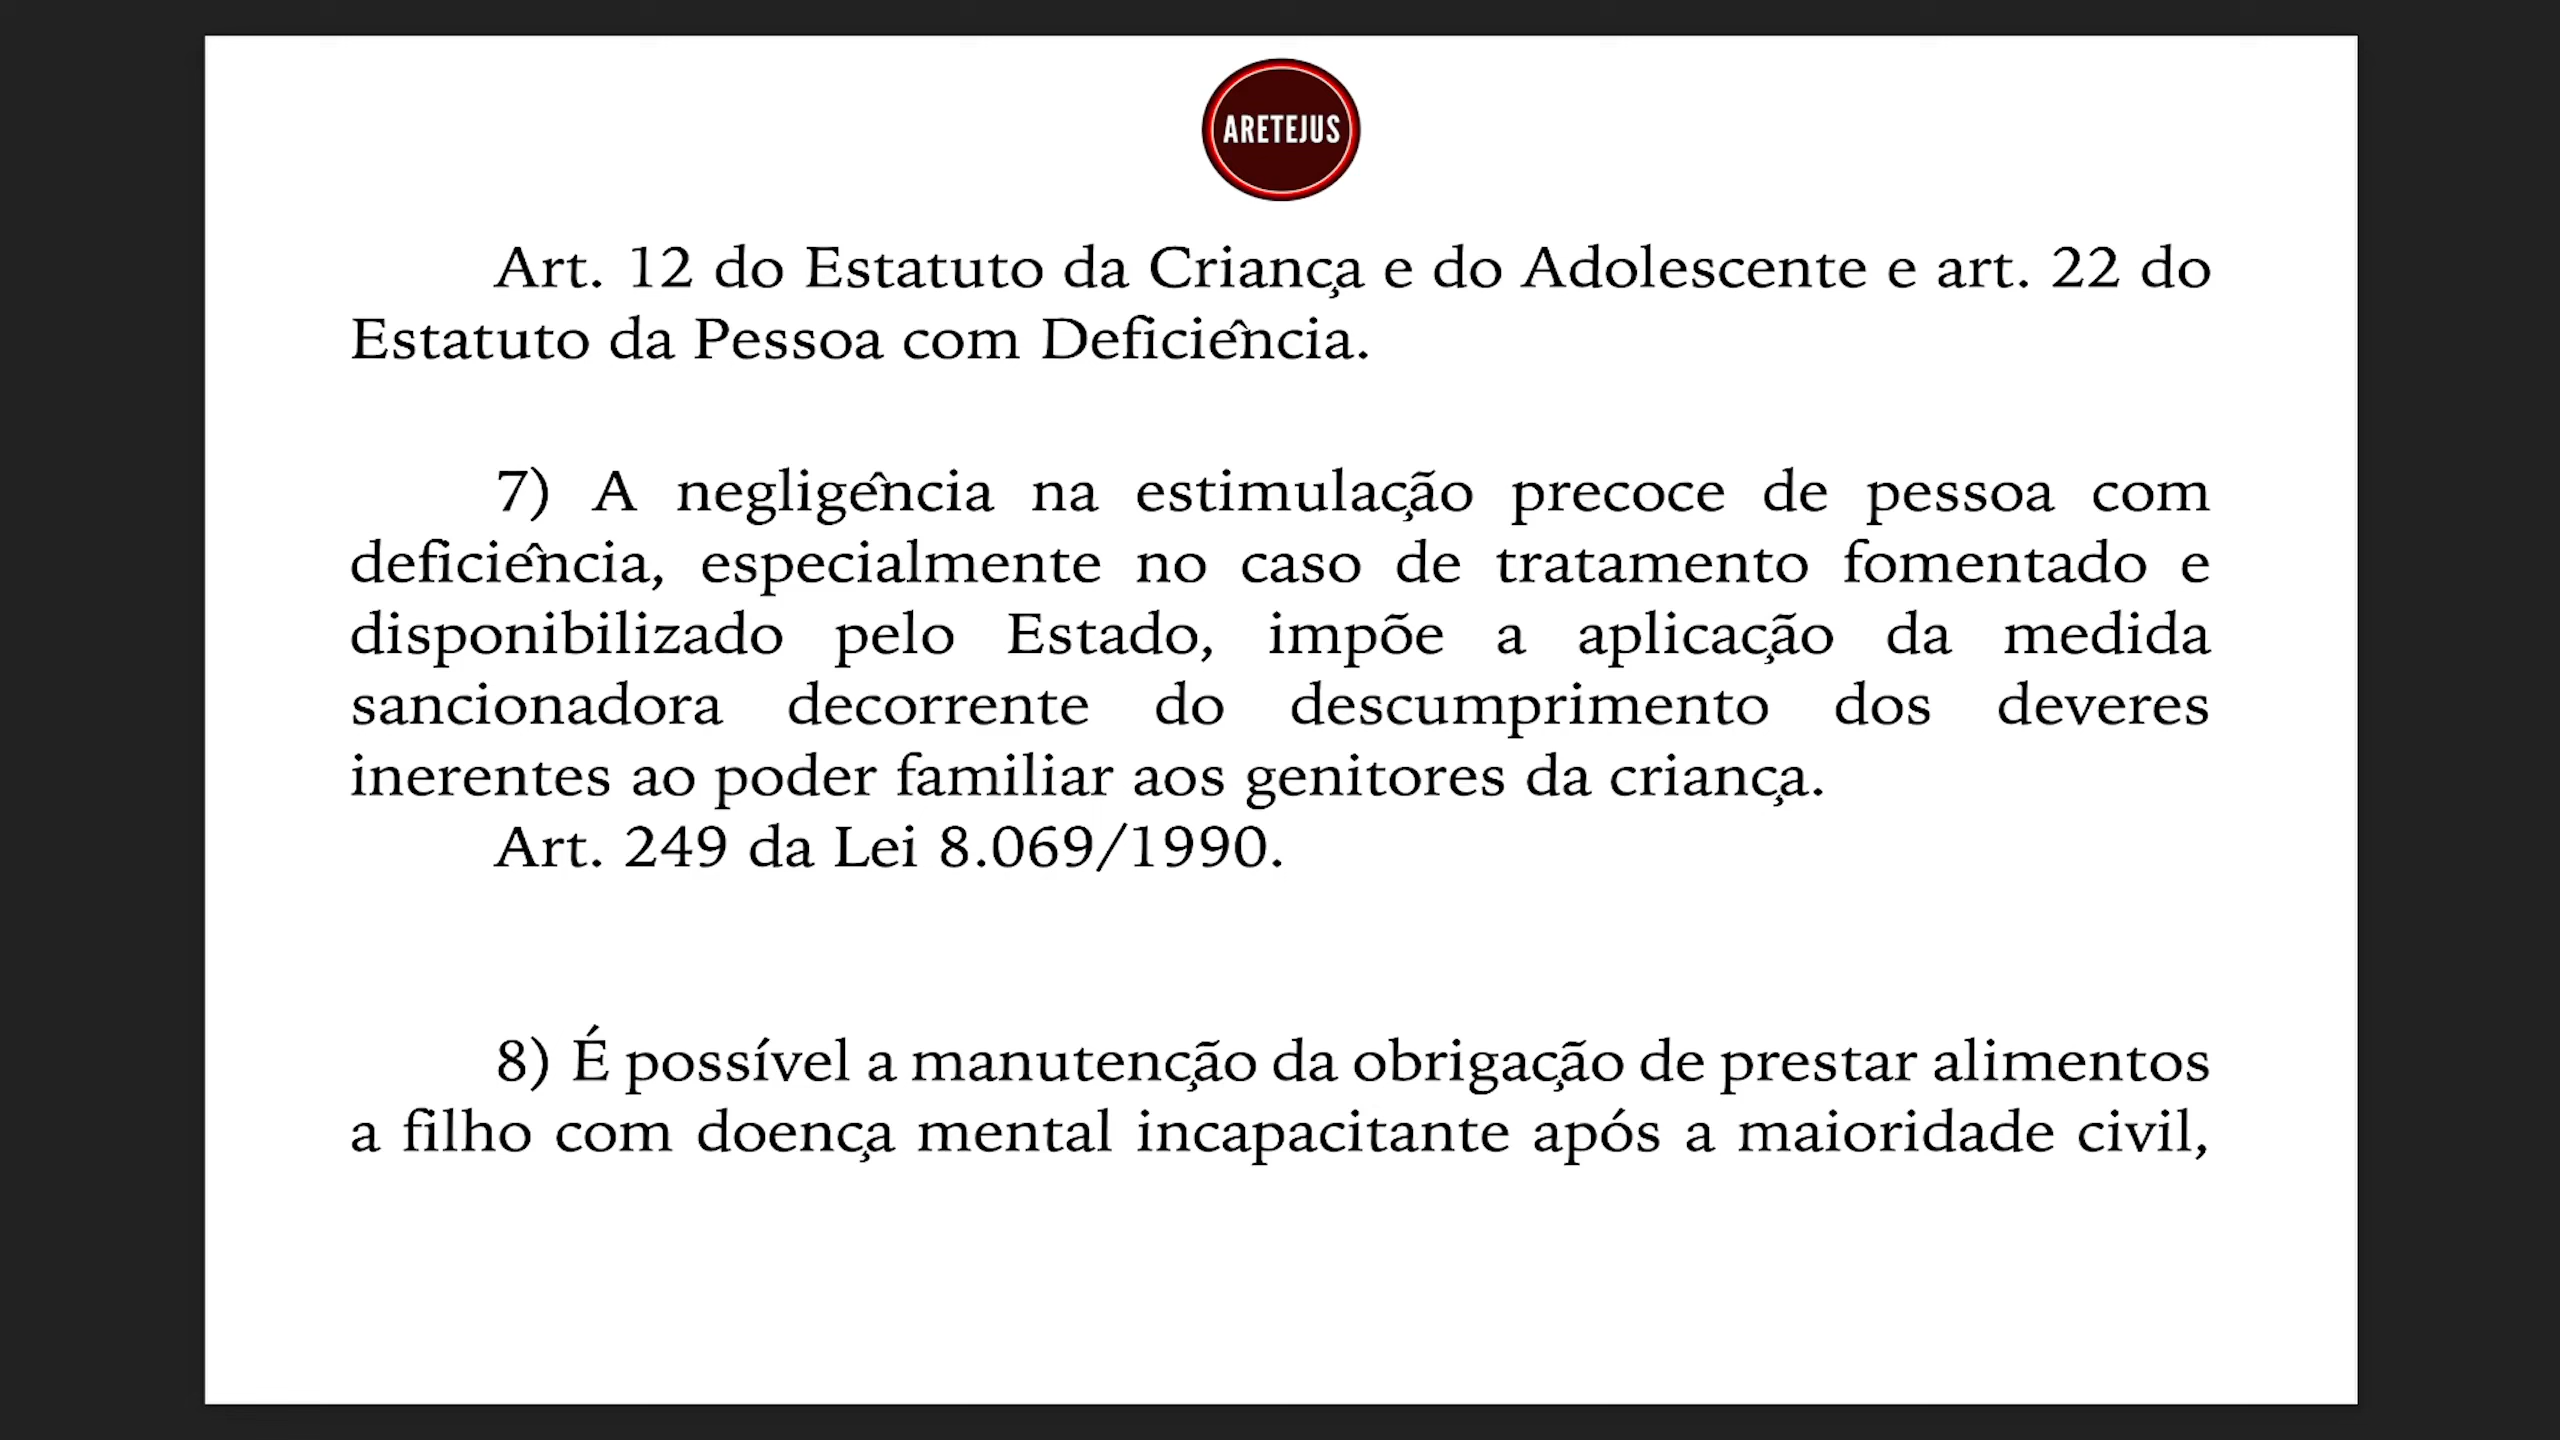 ARETEJUS
Art. 12 do Estatuto da Criança e do Adolescente e art. 22 do
Estatuto da Pessoa com Deficiência.
7) A negligência na estimulação precoce de pessoa com
deficiência, especialmente no caso de tratamento fomentado e
disponibilizado pelo Estado, impõe a aplicação da medida
sancionadora decorrente do descumprimento dos deveres
inerentes ao poder familiar aos genitores da criança.
Art. 249 da Lei 8.069/1990.
8) É possível a manutenção da obrigação de prestar alimentos
a filho com doença mental incapacitante após a maioridade civil,